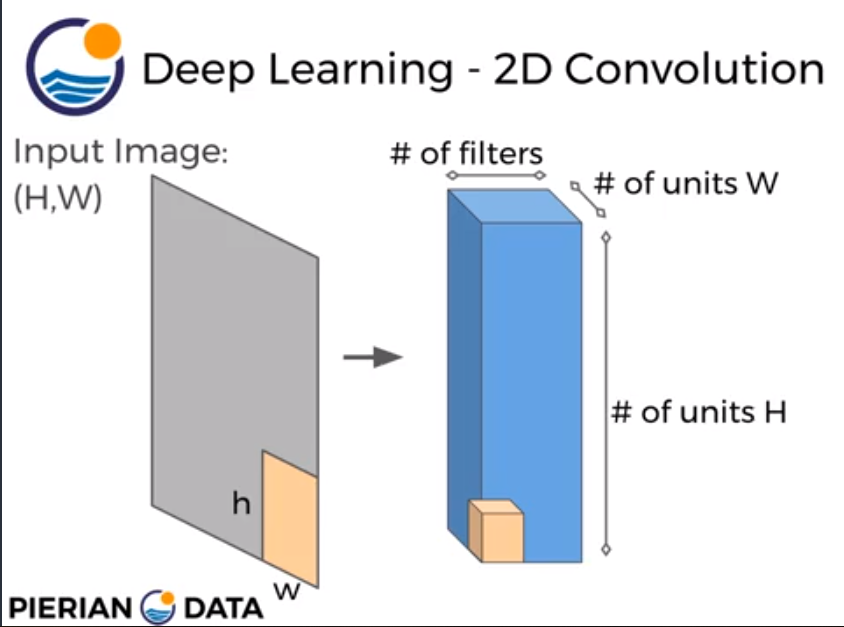 Deep Learning - 2D Convolution
Input Image:
(H,W)
# of filters
# of units W
# of units H
h
w
PIERIAN DATA